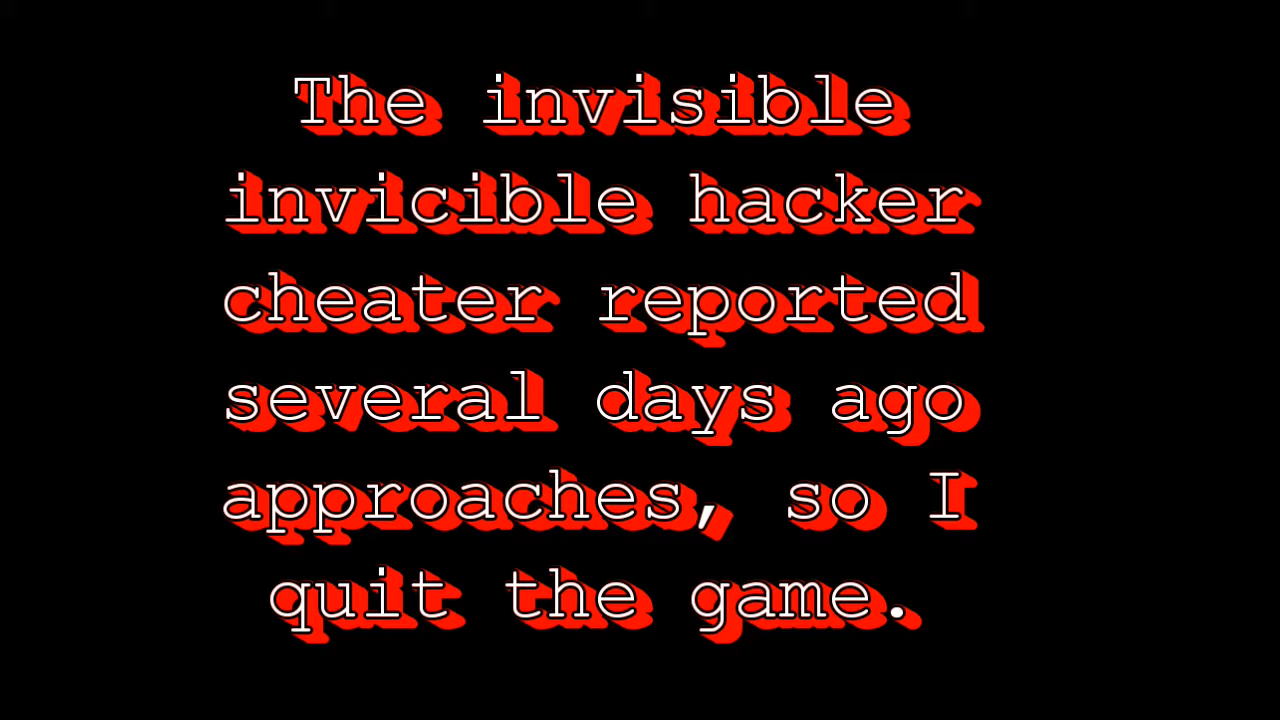 The invisible
invicible hacker
cheater reported
several days ago
approaches, so I
quit the game.